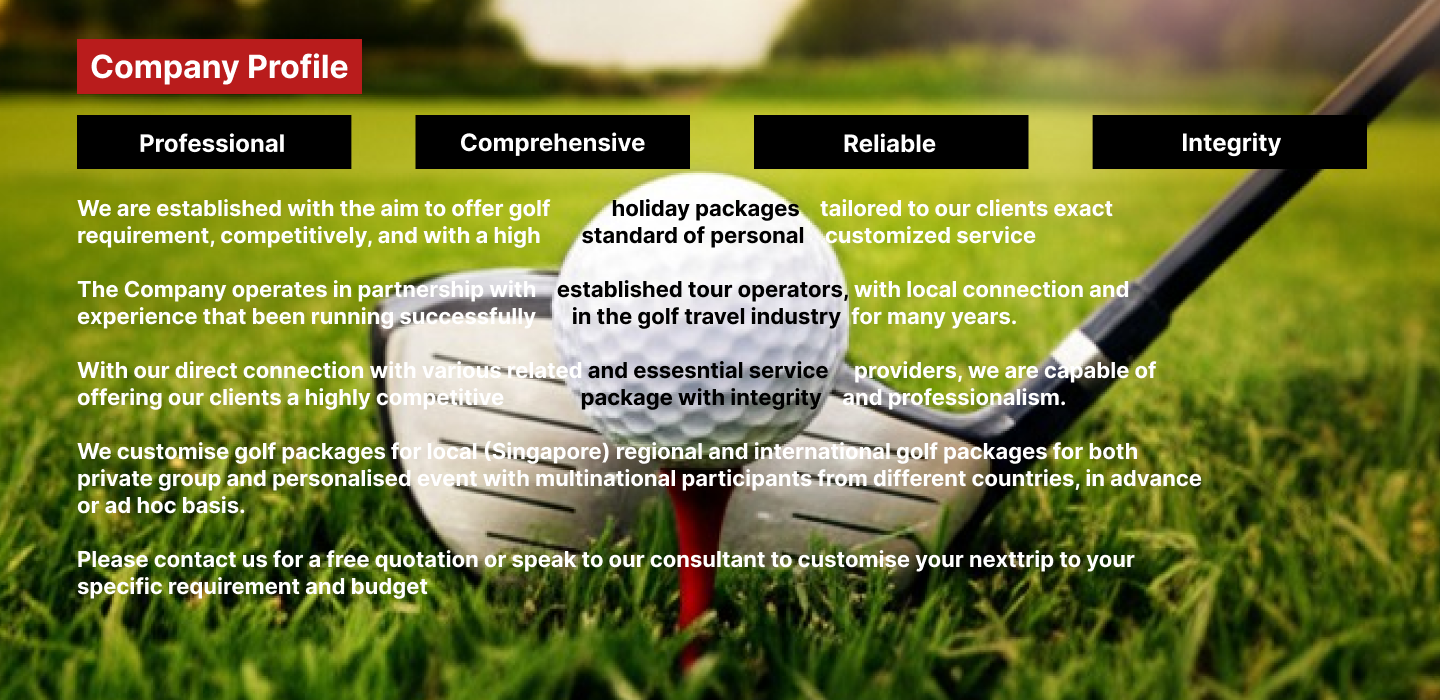 Company Profile
Professional
Comprehensive
Reliable
Integrity
We are established with the aim to offer golf holiday packages tailored to our clients exact
requirement, competitively, and with a high standard of personal customized service
The Company operates in partnership with established tour operators, with local connection and
experience that been running successfully in the golf travel industry for many years.
With our direct connection with various related and essesntial service providers, we are capable of
offering our clients a highly competitive package with integrity and professionalism.
We customise golf packages for local (Singapore) regional and international golf packages for both
private group and personalised event with multinational participants from different countries, in advance
or ad hoc basis.
Please contact us for a free quotation or speak to our consultant to customise your nexttrip to your
specific requirement and budget